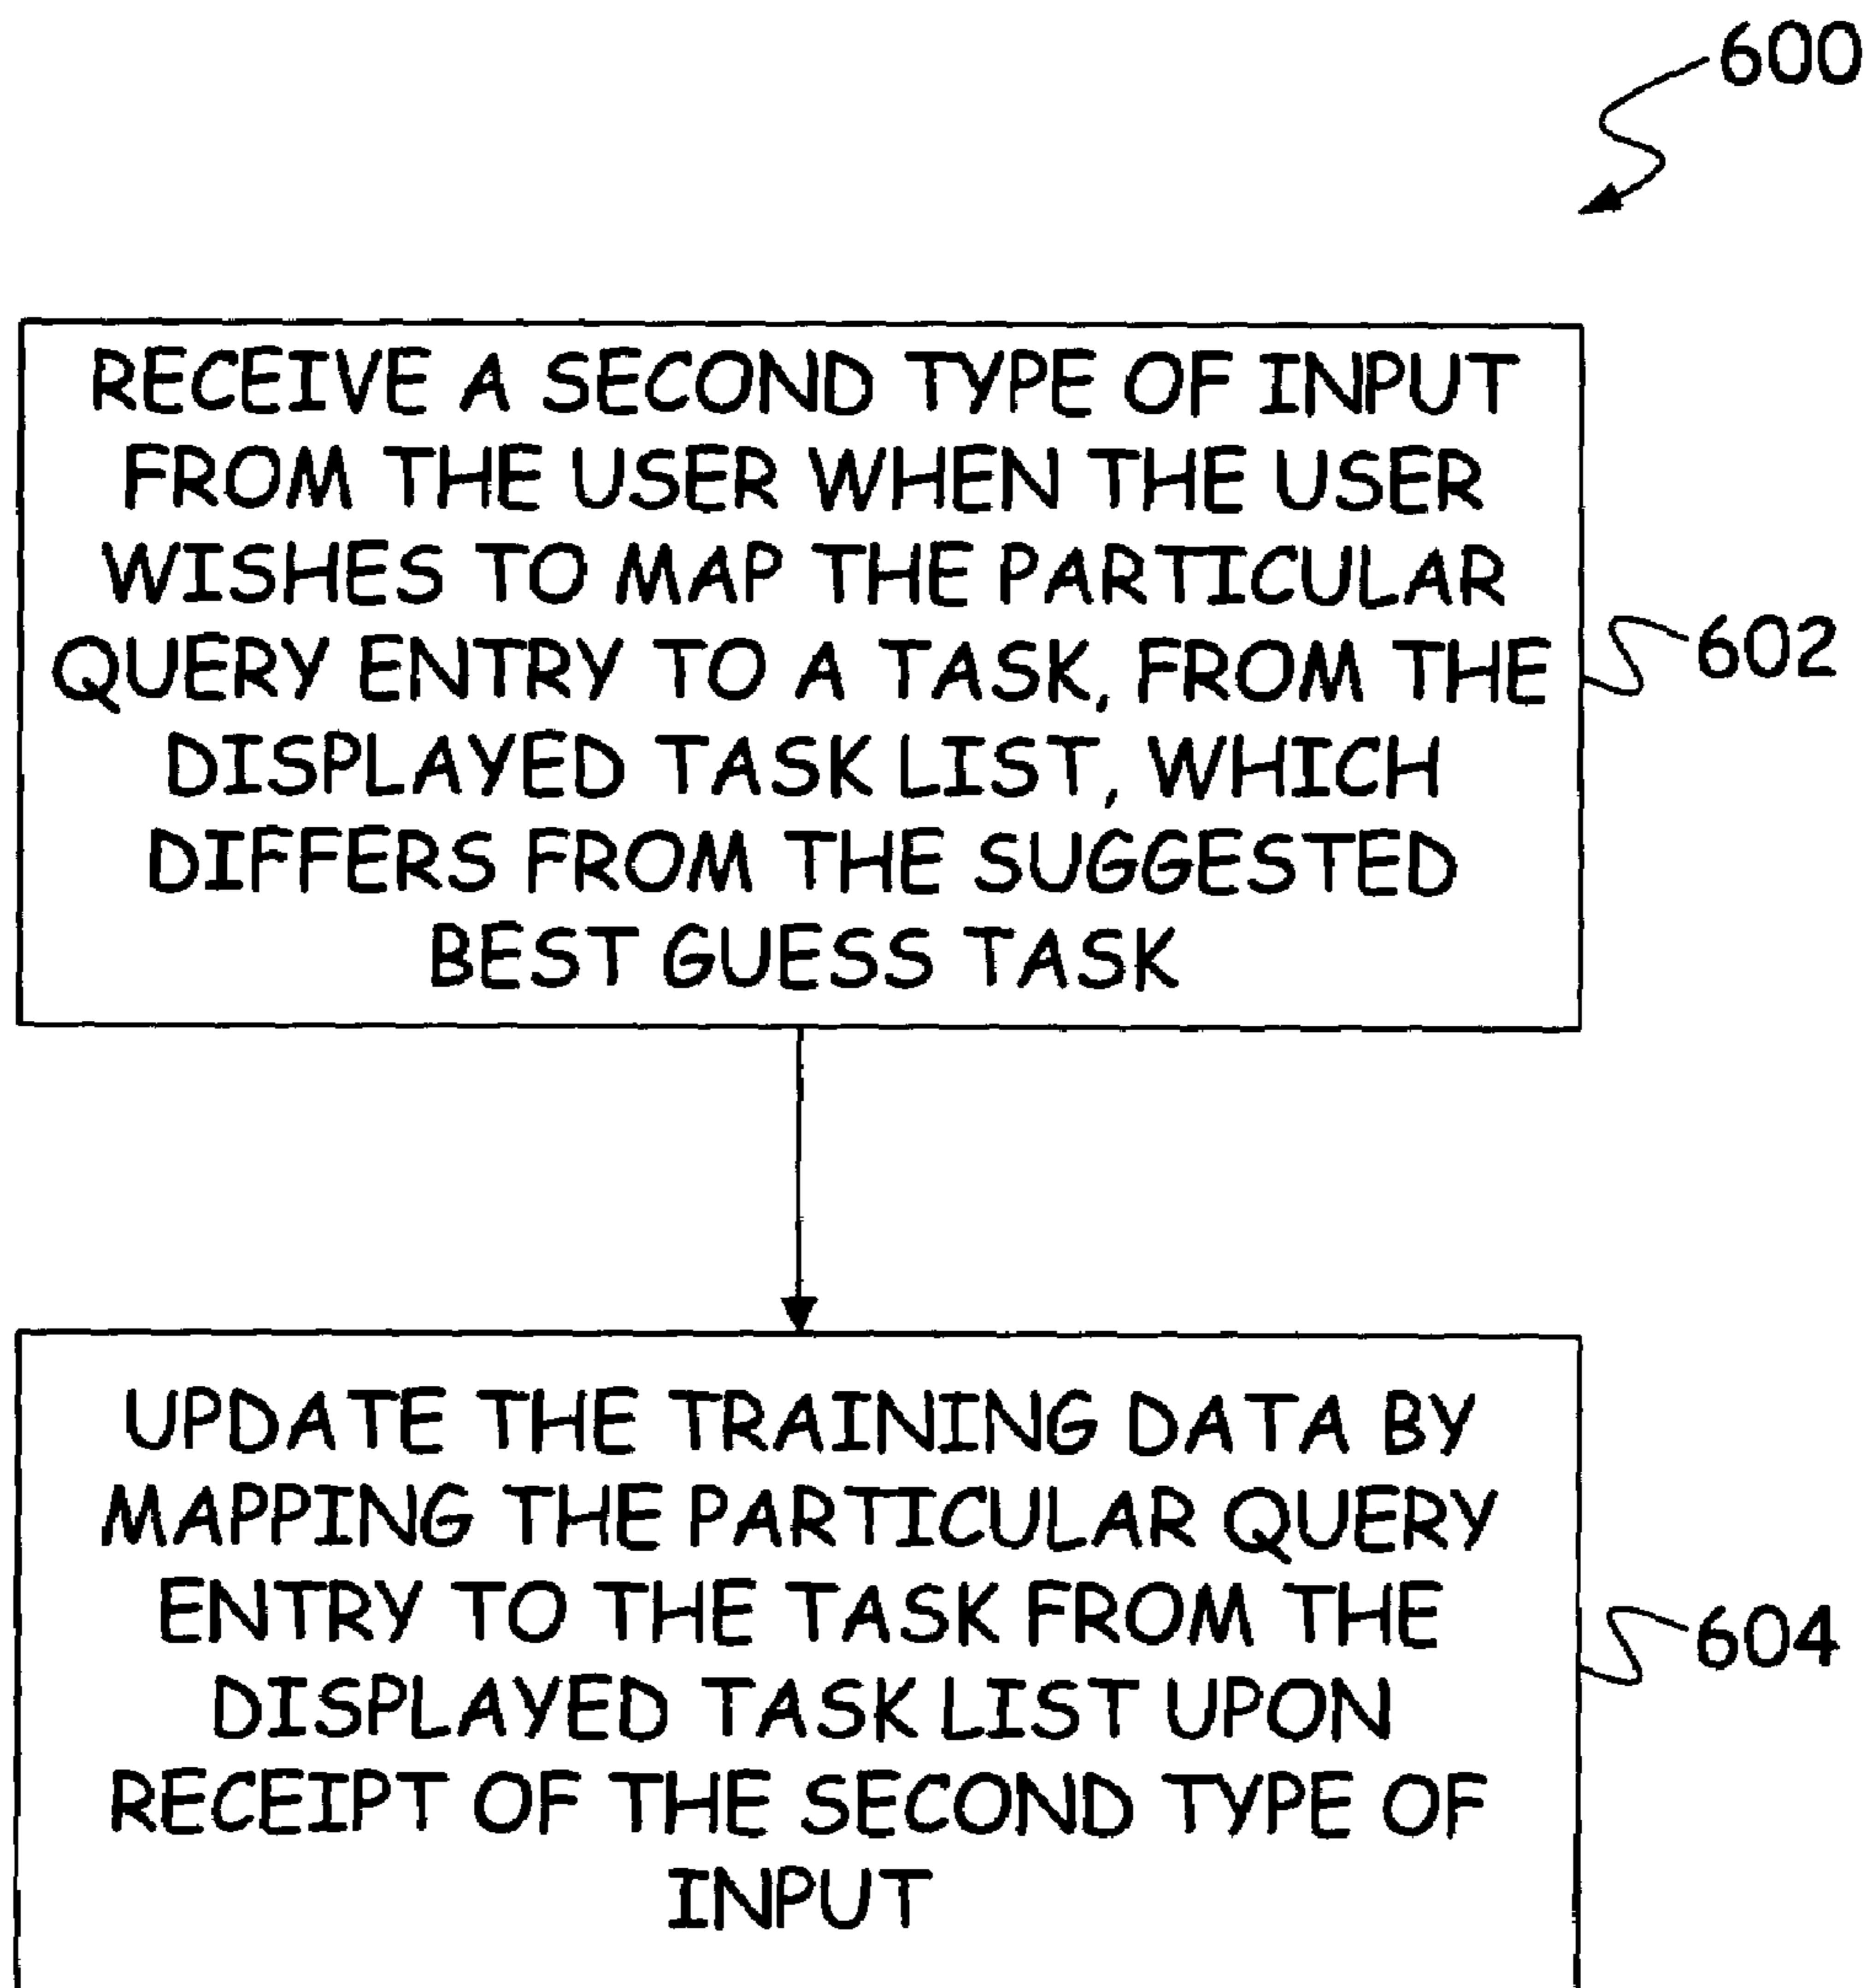 600
RECEIVE A SECOND TYPE OF INPUT
FROM THE USER WHEN THE USER
WISHES TO MAP THE PARTICULAR
QUERY ENTRY TO A TASK, FROM THE
DISPLAYED TASK LIST, WHICH
DIFFERS FROM THE SUGGESTED
BEST GUESS TASK
602
UPDATE THE TRAINING DATA BY
MAPPING THE PARTICULAR QUERY
ENTRY TO THE TASK FROM THE
DISPLAYED TASK LIST UPON
RECEIPT OF THE SECOND TYPE OF
INPUT
604